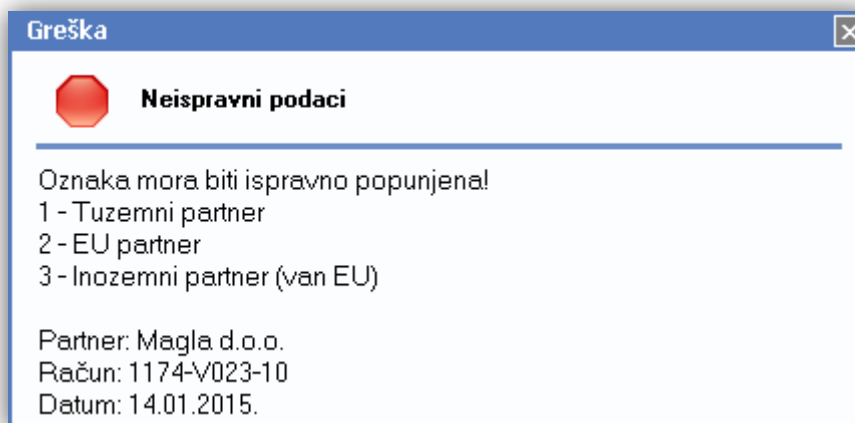 Greška
Neispravni podaci
Oznaka mora biti ispravno popunjena!
1 - Tuzemni partner
2 - EU partner
3 - Inozemni partner (van EU)
Partner: Magla d.o.o.
Račun: 1174-V023-10
Datum: 14.01.2015.